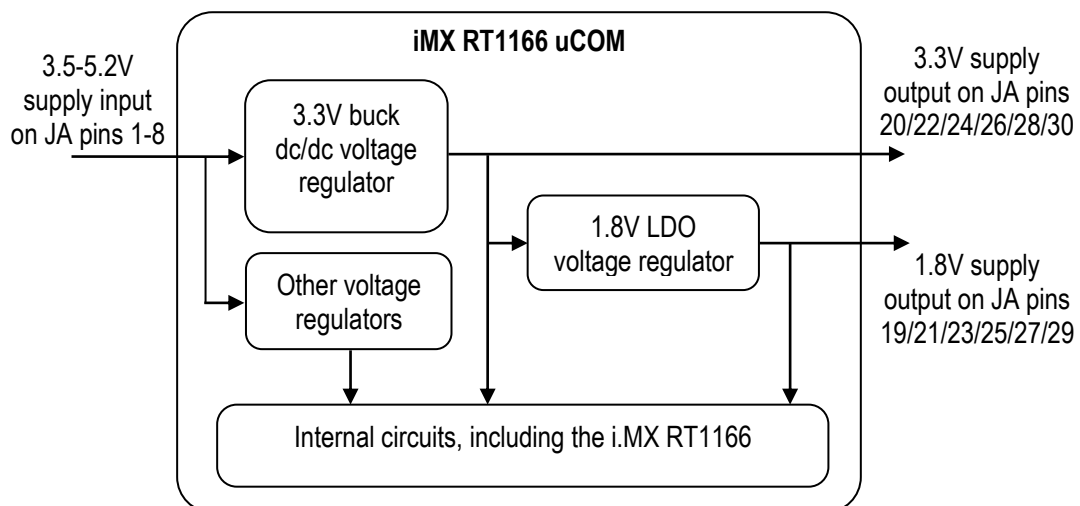 iMX RT1166 uCOM
3.5-5.2V
supply input
on JA pins 1-8
3.3V buck
dc/dc voltage
regulator
3.3V supply
output on JA pins
20/22/24/26/28/30
1.8V LDO
voltage regulator
1.8V supply
output on JA pins
19/21/23/25/27/29
Other voltage
regulators
Internal circuits, including the i.MX RT1166